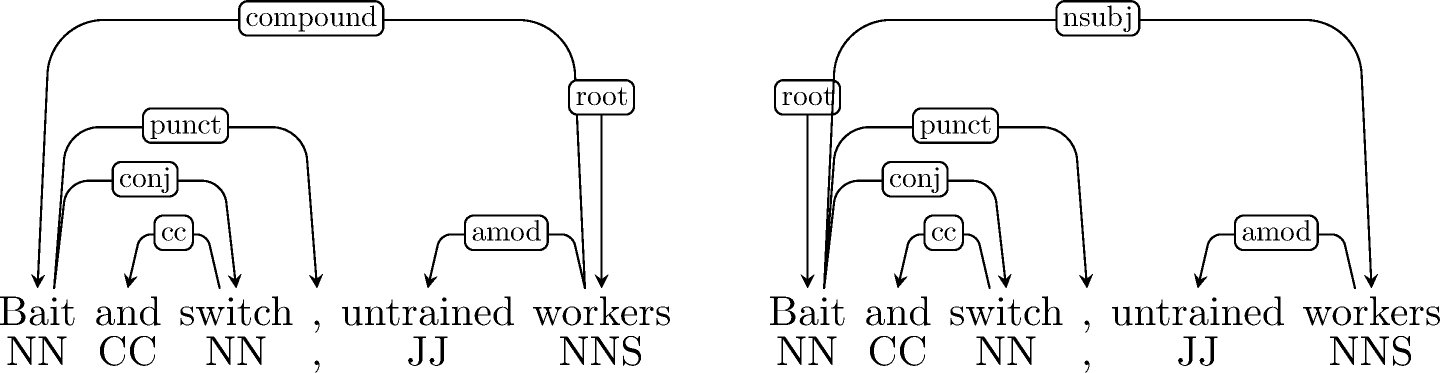 compound nsubj
root root
punct punct
conj conj
cc amod cc amod
Bait and switch , untrained workers Bait and switch , untrained workers
NN CC NN , JJ NNS NN CC NN , JJ NNS